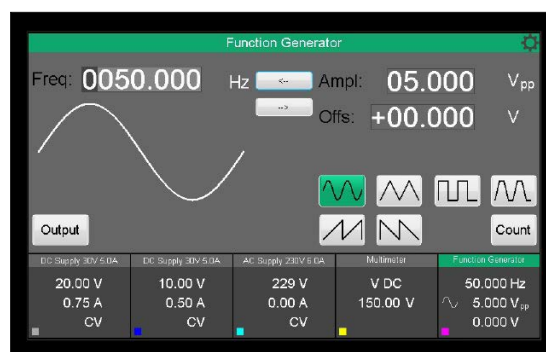 Function Generator
Freq: 0050.000 Hz <-- Ampl: 05.000 Vpp
--> Offs: +00.000 V
Output Count
DC Supply 30V 5.0A DC Supply 30V 5.0A AC Supply 230V 6.0A Multimeter Function Generator
20.00 V 10.00 V 229 V V DC 50.000 Hz
0.75 A 0.50 A 0.00 A 150.00 V 5.000 Vpp
CV CV CV 0.000 V